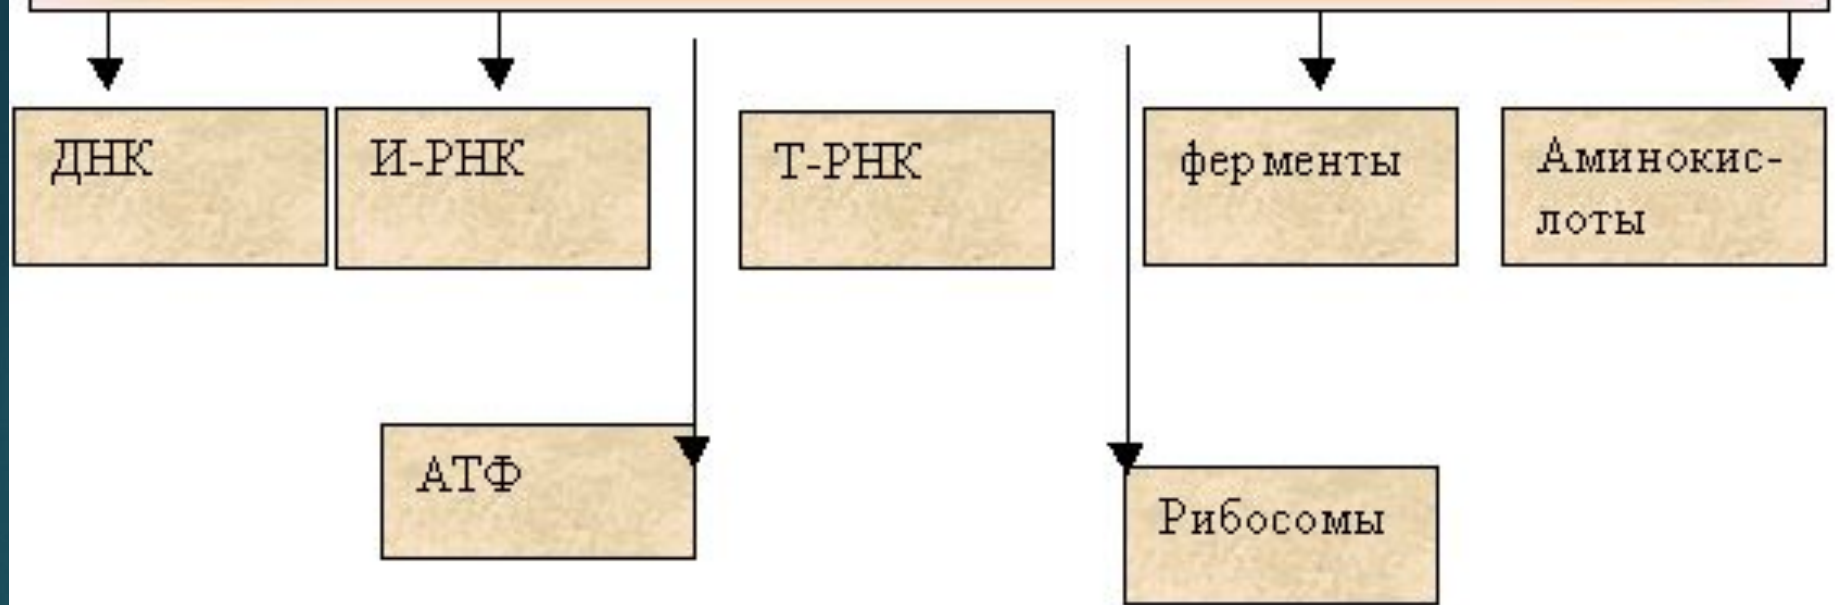 ДНК
И-РНК
Т-РНК
ферменты
Аминокис-
лоты
АТФ
Рибосомы